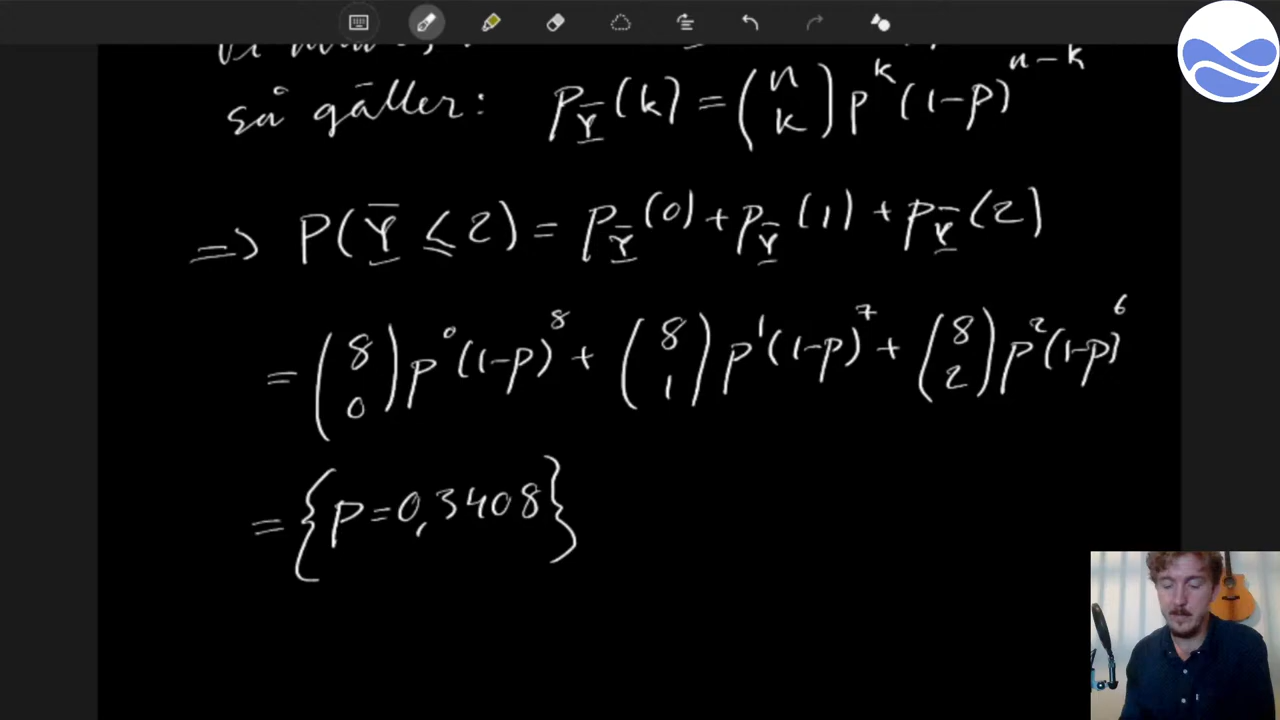 så gäller: p_Y(k) = (n k) p^k (1-p)^(n-k)
=> P(Y ≤ 2) = p_Y(0) + p_Y(1) + p_Y(2)
= (8 0) p^0 (1-p)^8 + (8 1) p^1 (1-p)^7 + (8 2) p^2 (1-p)^6
= {p = 0,3408}